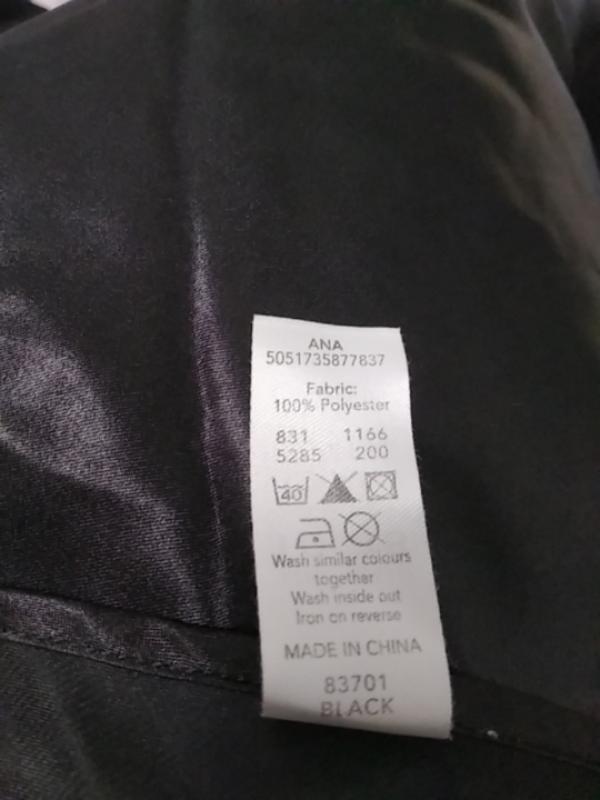 ANA
5051735877837
Fabric:
100% Polyester
831 1166
5285 200
40
Wash similar colours
together
Wash inside out
Iron on reverse
MADE IN CHINA
83701
BLACK